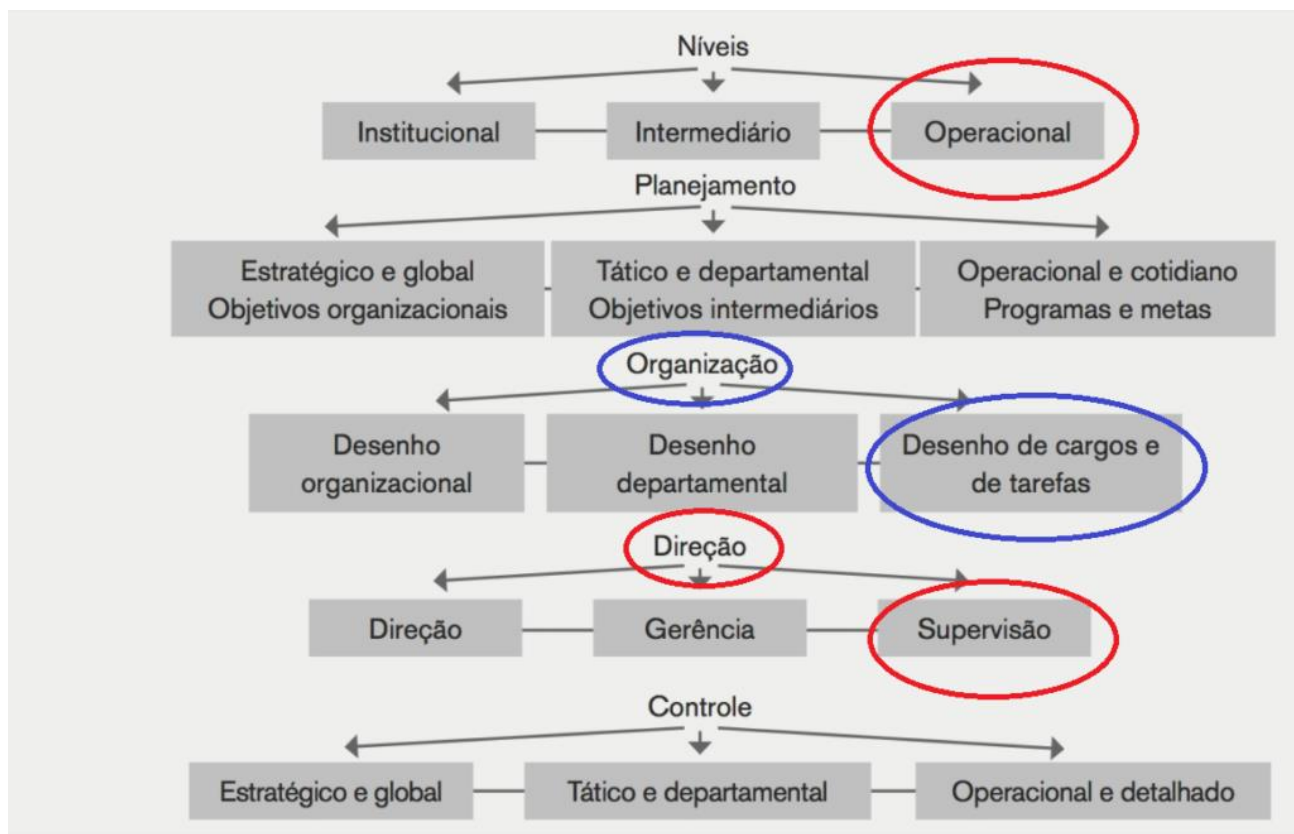 Níveis
Institucional
Intermediário
Operacional
Planejamento
Estratégico e global
Objetivos organizacionais
Tático e departamental
Objetivos intermediários
Operacional e cotidiano
Programas e metas
Organização
Desenho
organizacional
Desenho
departamental
Desenho de cargos e
de tarefas
Direção
Direção
Gerência
Supervisão
Controle
Estratégico e global
Tático e departamental
Operacional e detalhado